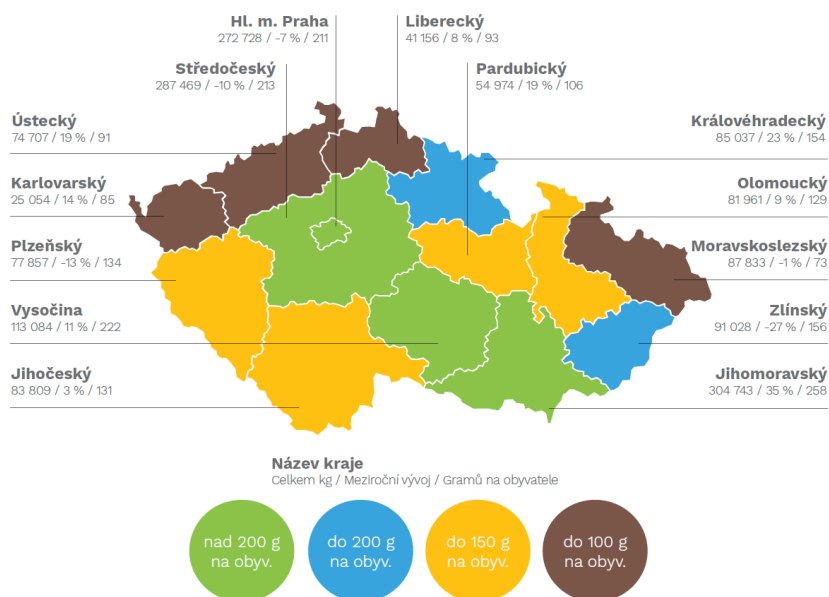 Hl. m. Praha
272 728 / -7 % / 211
Liberecký
41 156 / 8 % / 93
Středočeský
287 469 / -10 % / 213
Pardubický
54 974 / 19 % / 106
Ústecký
74 707 / 19 % / 91
Královéhradecký
85 037 / 23 % / 154
Karlovarský
25 054 / 14 % / 85
Olomoucký
81 961 / 9 % / 129
Plzeňský
77 857 / -13 % / 134
Moravskoslezský
87 833 / -1 % / 73
Vysočina
113 084 / 11 % / 222
Zlínský
91 028 / -27 % / 156
Jihočeský
83 809 / 3 % / 131
Jihomoravský
304 743 / 35 % / 258
Název kraje
Celkem kg / Meziroční vývoj / Gramů na obyvatele
nad 200 g
na obyv.
do 200 g
na obyv.
do 150 g
na obyv.
do 100 g
na obyv.